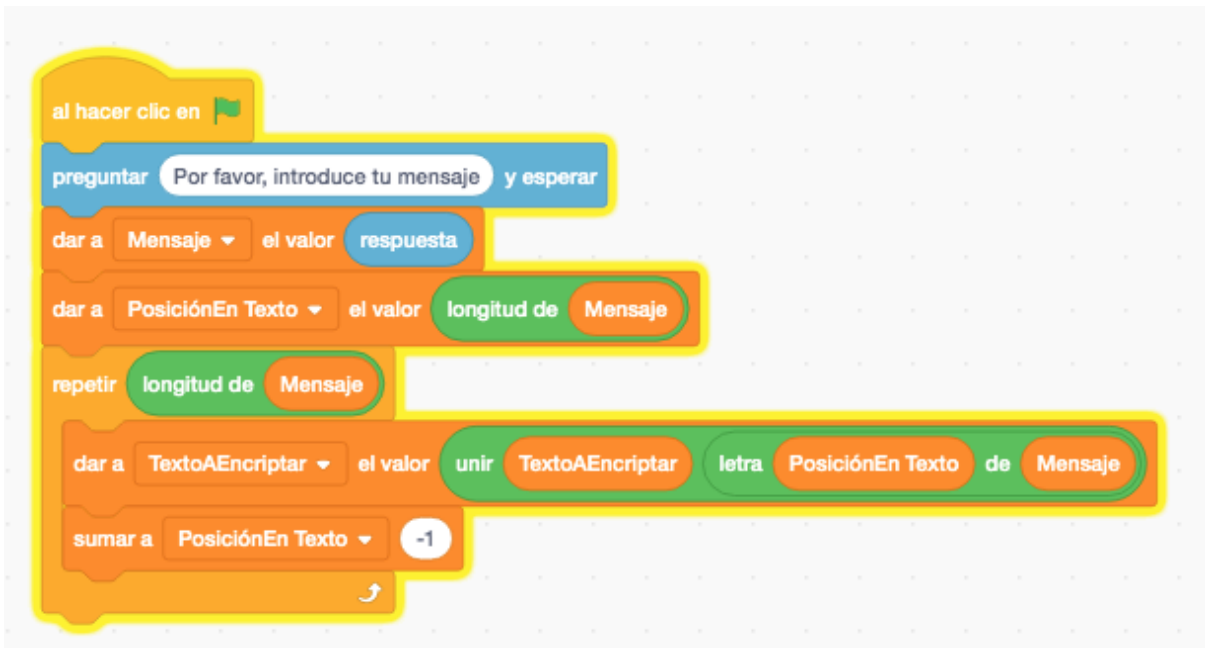 al hacer clic en
preguntar Por favor, introduce tu mensaje y esperar
dar a Mensaje el valor respuesta
dar a PosiciónEn Texto el valor longitud de Mensaje
repetir longitud de Mensaje
dar a TextoAEncriptar el valor unir TextoAEncriptar letra PosiciónEn Texto de Mensaje
sumar a PosiciónEn Texto -1